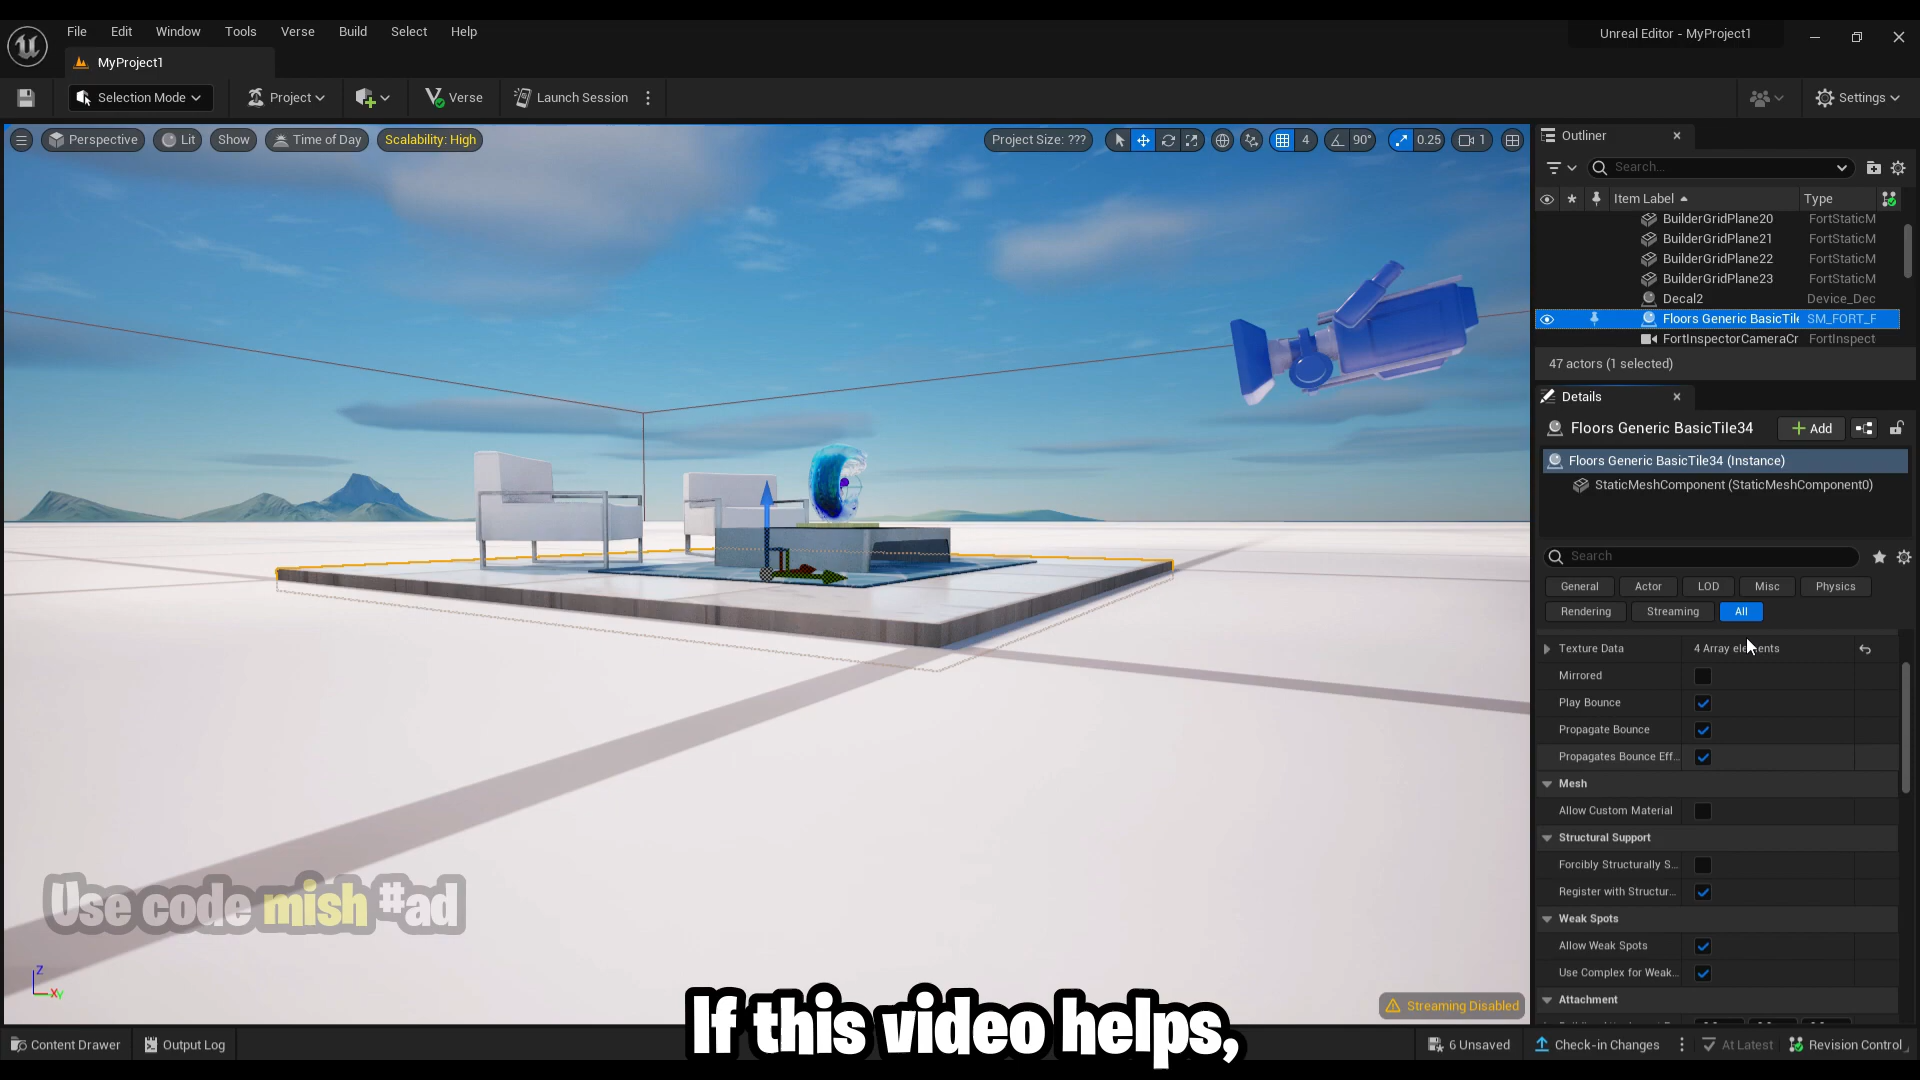 File Edit Window Tools Verse Build Select Help
Unreal Editor - MyProject1
MyProject1
Selection Mode
Project
Verse
Launch Session
Settings
Perspective
Lit
Show
Time of Day
Scalability: High
Project Size: ???
4
90°
0.25
1
Outliner
Search...
Item Label
Type
BuilderGridPlane20 FortStaticM
BuilderGridPlane21 FortStaticM
BuilderGridPlane22 FortStaticM
BuilderGridPlane23 FortStaticM
Decal2 Device_Dec
Floors Generic BasicTile SM_FORT_F
FortInspectorCameraCr FortInspect
47 actors (1 selected)
Details
Floors Generic BasicTile34
Add
Floors Generic BasicTile34 (Instance)
StaticMeshComponent (StaticMeshComponent0)
Search
General Actor LOD Misc Physics
Rendering Streaming All
Texture Data 4 Array elements
Mirrored
Play Bounce
Propagate Bounce
Propagates Bounce Eff...
Mesh
Allow Custom Material
Structural Support
Forcibly Structurally S...
Register with Structur...
Weak Spots
Allow Weak Spots
Use Complex for Weak...
Attachment
Use code mish #ad
Z
X Y
If this video helps,
Streaming Disabled
Content Drawer
Output Log
6 Unsaved
Check-in Changes
At Latest
Revision Control